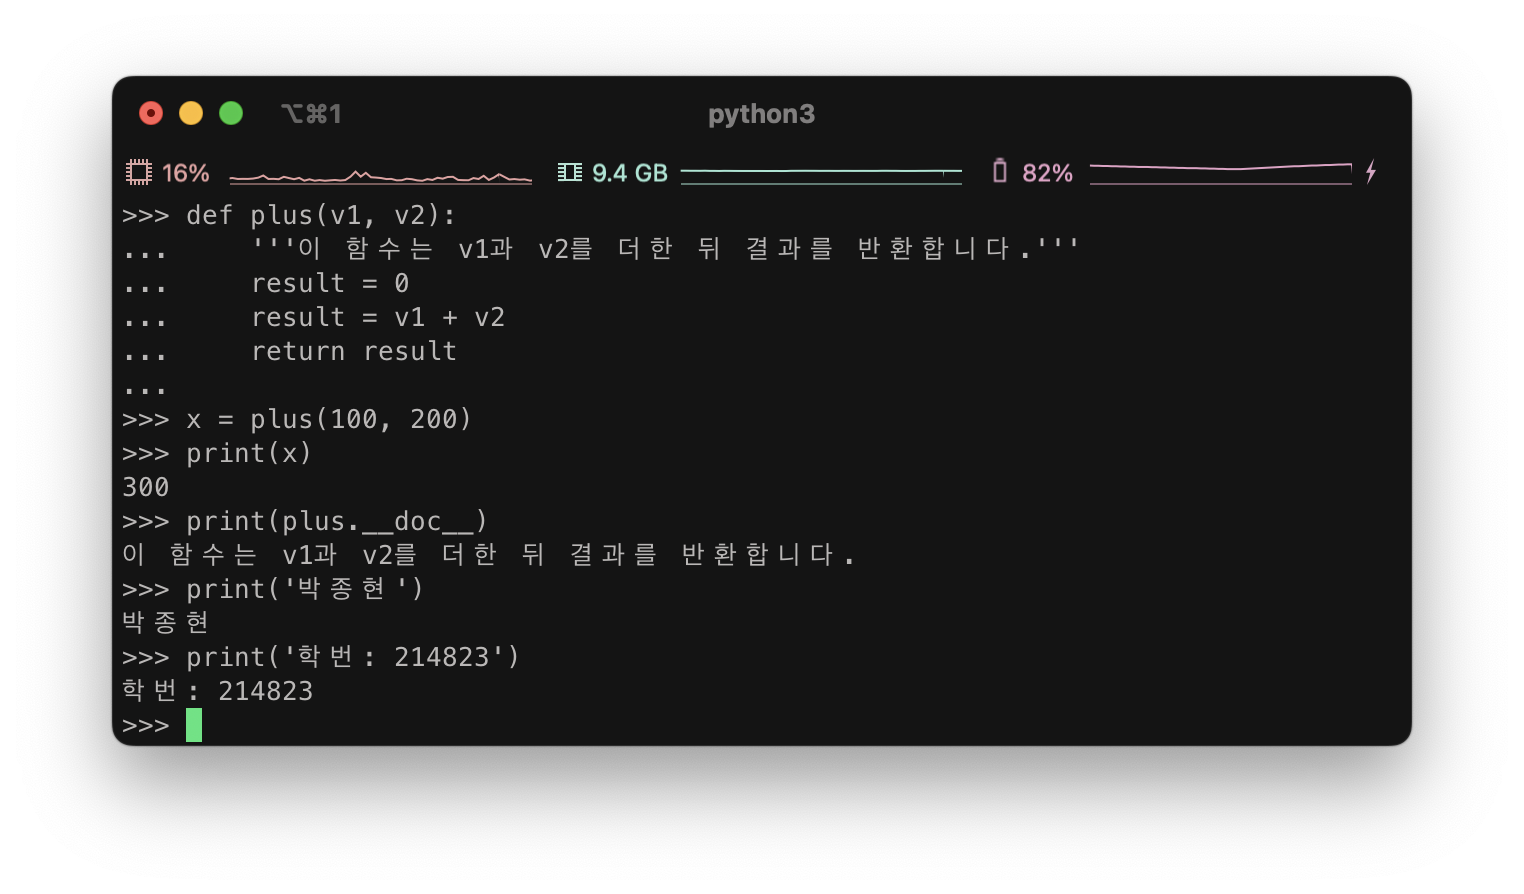 ⌥⌘1 python3
16% 9.4 GB 82%
>>> def plus(v1, v2):
...     '''이 함수는 v1과 v2를 더한 뒤 결과를 반환합니다.'''
...     result = 0
...     result = v1 + v2
...     return result
...
>>> x = plus(100, 200)
>>> print(x)
300
>>> print(plus.__doc__)
이 함수는 v1과 v2를 더한 뒤 결과를 반환합니다.
>>> print('박종현')
박종현
>>> print('학번: 214823')
학번: 214823
>>>